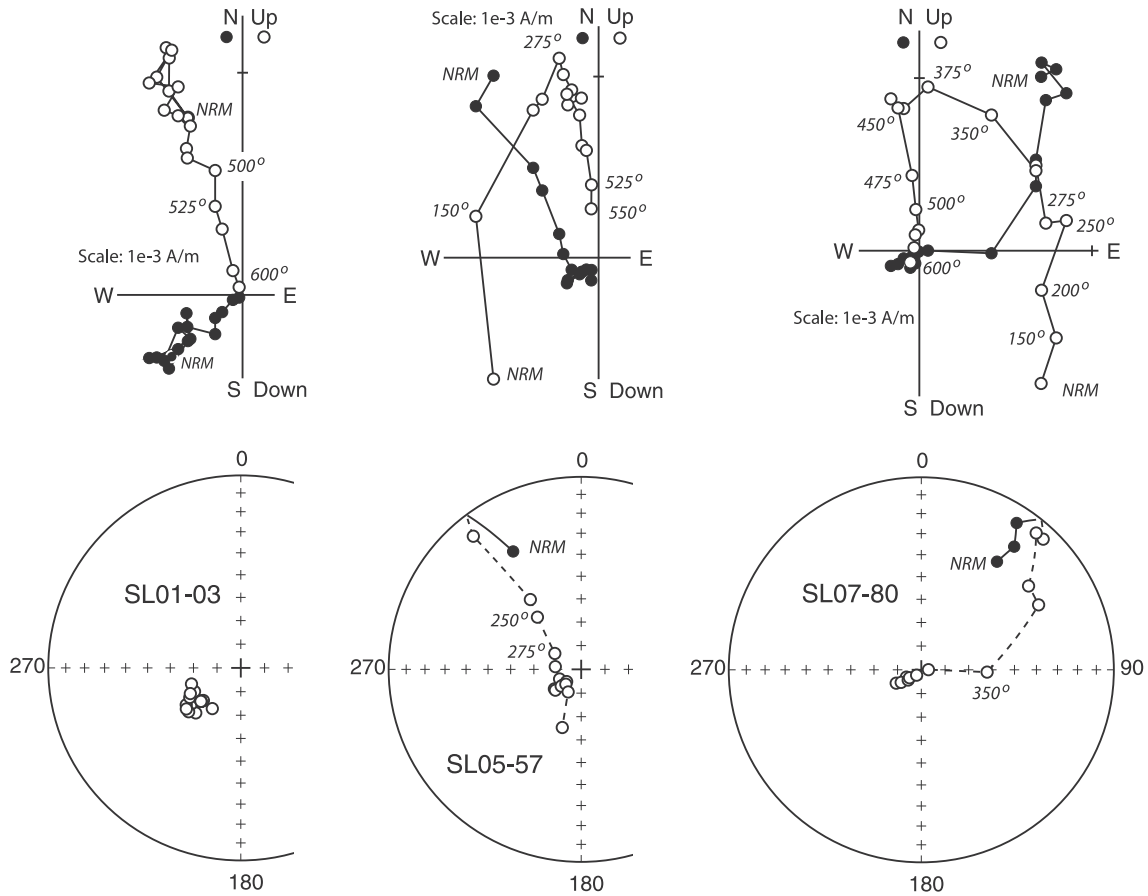 N Up
NRM
500°
525°
Scale: 1e-3 A/m
600°
W E
NRM
S Down
Scale: 1e-3 A/m
N Up
275°
NRM
150°
525°
550°
W E
NRM
S Down
N Up
375°
NRM
450°
350°
475°
275°
500°
250°
W E
600°
200°
Scale: 1e-3 A/m
150°
NRM
S Down
0
SL01-03
270
180
0
NRM
250°
275°
270
SL05-57
180
0
NRM
SL07-80
270 90
350°
180